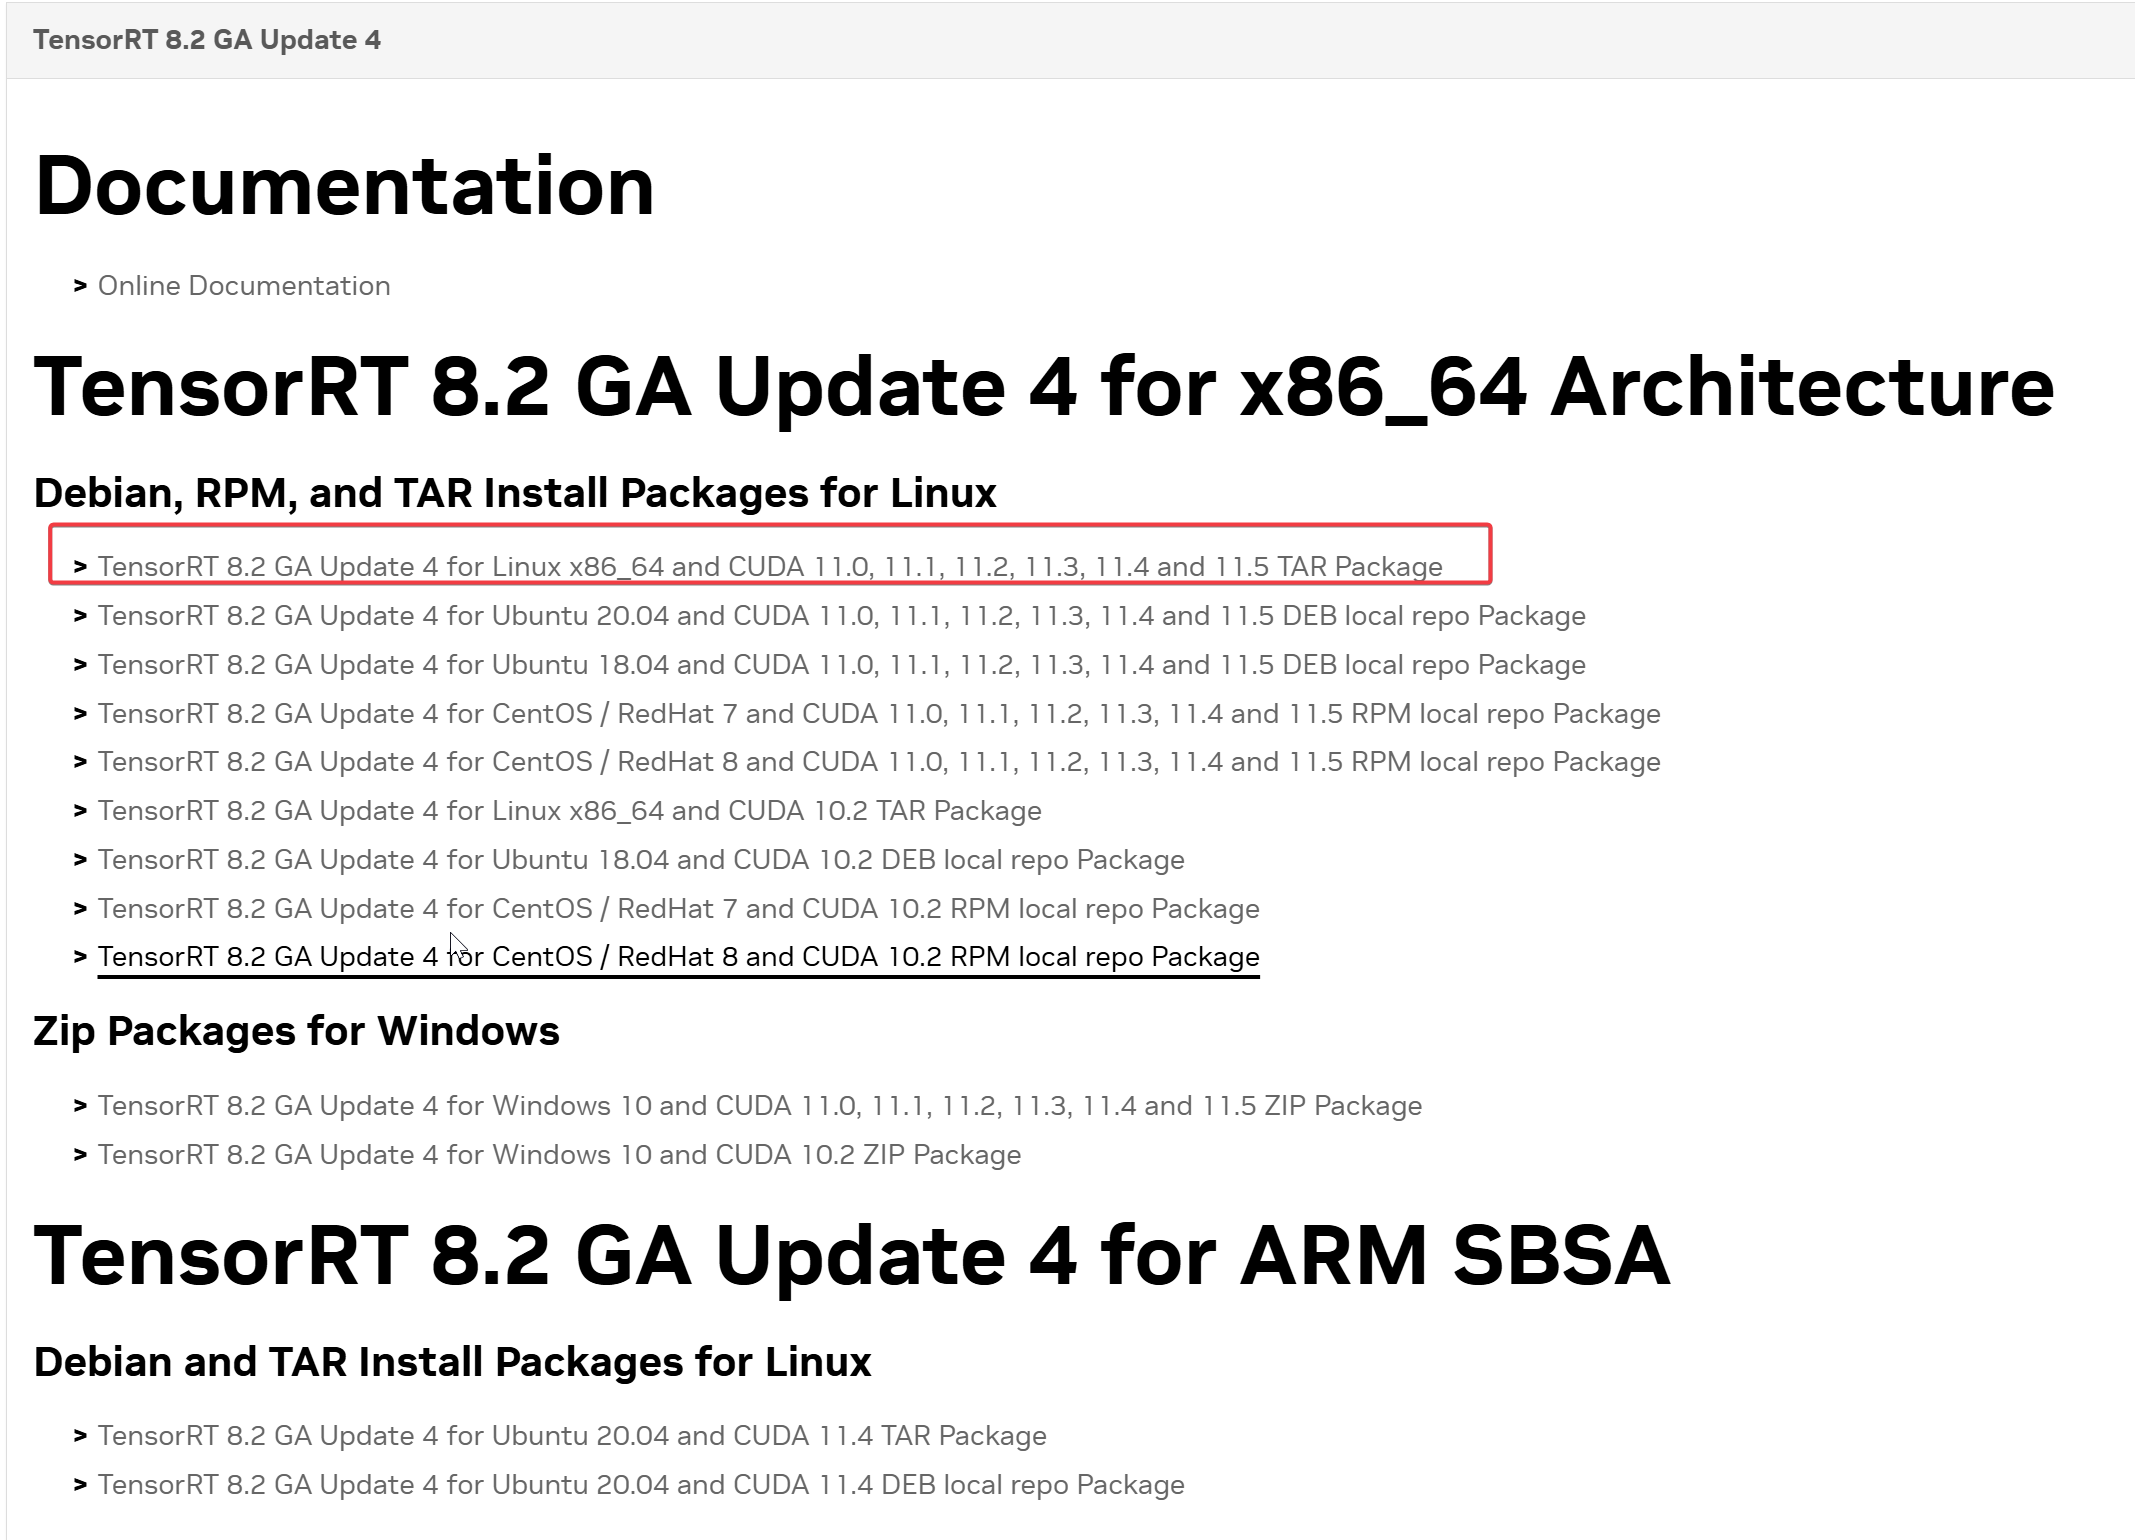 TensorRT 8.2 GA Update 4
Documentation
> Online Documentation
TensorRT 8.2 GA Update 4 for x86_64 Architecture
Debian, RPM, and TAR Install Packages for Linux
> TensorRT 8.2 GA Update 4 for Linux x86_64 and CUDA 11.0, 11.1, 11.2, 11.3, 11.4 and 11.5 TAR Package
> TensorRT 8.2 GA Update 4 for Ubuntu 20.04 and CUDA 11.0, 11.1, 11.2, 11.3, 11.4 and 11.5 DEB local repo Package
> TensorRT 8.2 GA Update 4 for Ubuntu 18.04 and CUDA 11.0, 11.1, 11.2, 11.3, 11.4 and 11.5 DEB local repo Package
> TensorRT 8.2 GA Update 4 for CentOS / RedHat 7 and CUDA 11.0, 11.1, 11.2, 11.3, 11.4 and 11.5 RPM local repo Package
> TensorRT 8.2 GA Update 4 for CentOS / RedHat 8 and CUDA 11.0, 11.1, 11.2, 11.3, 11.4 and 11.5 RPM local repo Package
> TensorRT 8.2 GA Update 4 for Linux x86_64 and CUDA 10.2 TAR Package
> TensorRT 8.2 GA Update 4 for Ubuntu 18.04 and CUDA 10.2 DEB local repo Package
> TensorRT 8.2 GA Update 4 for CentOS / RedHat 7 and CUDA 10.2 RPM local repo Package
> TensorRT 8.2 GA Update 4 for CentOS / RedHat 8 and CUDA 10.2 RPM local repo Package
Zip Packages for Windows
> TensorRT 8.2 GA Update 4 for Windows 10 and CUDA 11.0, 11.1, 11.2, 11.3, 11.4 and 11.5 ZIP Package
> TensorRT 8.2 GA Update 4 for Windows 10 and CUDA 10.2 ZIP Package
TensorRT 8.2 GA Update 4 for ARM SBSA
Debian and TAR Install Packages for Linux
> TensorRT 8.2 GA Update 4 for Ubuntu 20.04 and CUDA 11.4 TAR Package
> TensorRT 8.2 GA Update 4 for Ubuntu 20.04 and CUDA 11.4 DEB local repo Package